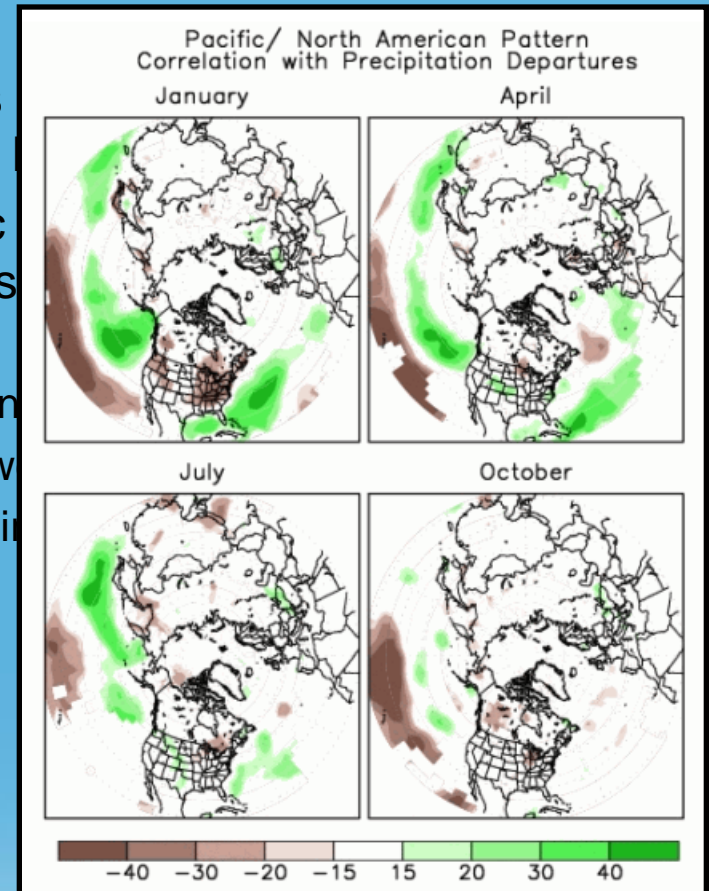 Pacific/ North American Pattern
Correlation with Precipitation Departures
January
April
July
October
-40 -30 -20 -15 15 20 30 40